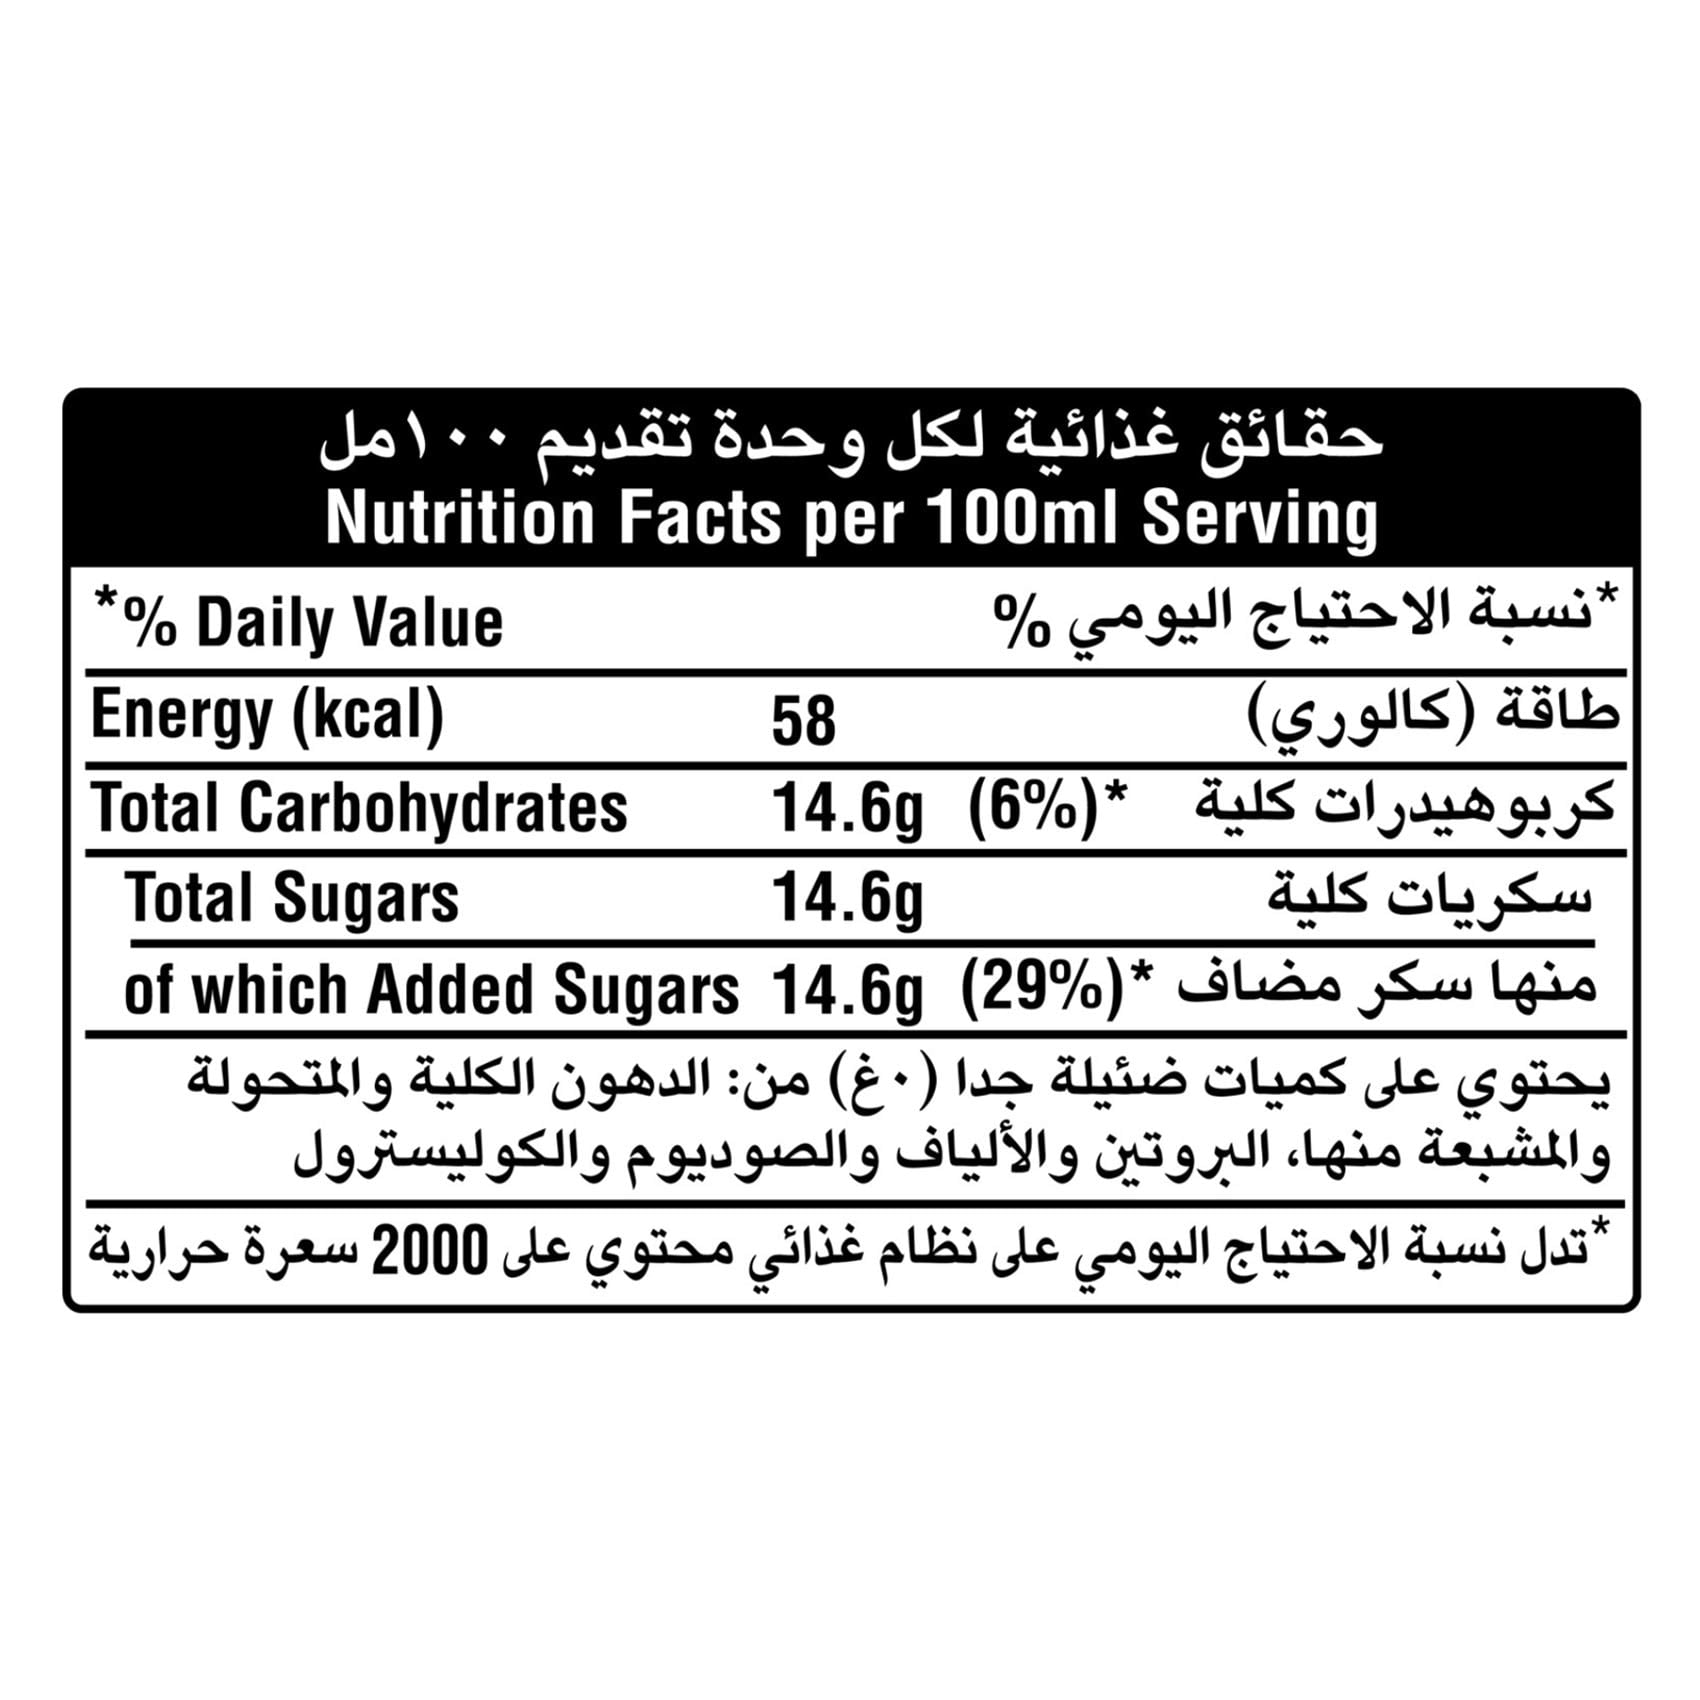 حقائق غذائية لكل وحدة تقديم ١٠٠مل
Nutrition Facts per 100ml Serving
*% Daily Value % نسبة الاحتياج اليومي*
Energy (kcal) 58 طاقة (كالوري)
Total Carbohydrates 14.6g (6%)* كربوهيدرات كلية
Total Sugars 14.6g سكريات كلية
of which Added Sugars 14.6g (29%)* منها سكر مضاف
يحتوي على كميات ضئيلة جدا (٠غ) من: الدهون الكلية والمتحولة
والمشبعة منها، البروتين والألياف والصوديوم والكوليسترول
*تدل نسبة الاحتياج اليومي على نظام غذائي محتوي على 2000 سعرة حرارية